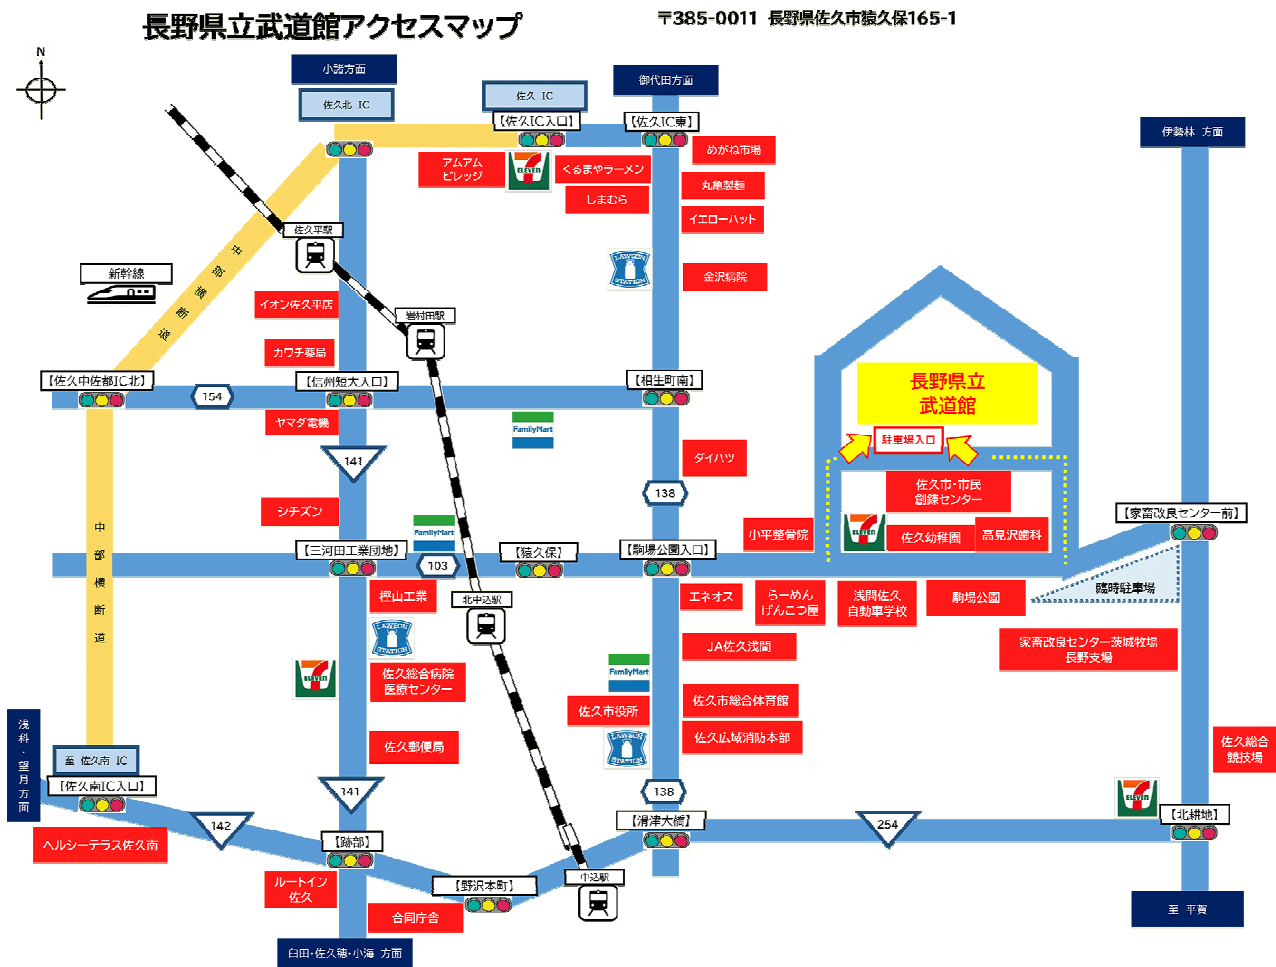 長野県立武道館アクセスマップ
〒385-0011 長野県佐久市猿久保165-1
N
小諸方面
佐久北 IC
佐久 IC
御代田方面
【佐久IC入口】
【佐久IC東】
伊勢林 方面
アムアム
ビレッジ
ELEVEN
くるまやラーメン
しまむら
めがね市場
丸亀製麺
イエローハット
佐久平駅
中部横断道
新幹線
LAWSON
STATION
金沢病院
イオン佐久平店
岩村田駅
カワチ薬局
【佐久中佐都IC北】
154
【信州短大入口】
【相生町南】
長野県立
武道館
駐車場入口
ヤマダ電機
FamilyMart
141
ダイハツ
138
佐久市・市民
創錬センター
シチズン
中部横断道
FamilyMart
小平整骨院
ELEVEN
佐久幼稚園
高見沢歯科
【家畜改良センター前】
【三河田工業団地】
103
【猿久保】
【駒場公園入口】
樫山工業
北中込駅
エネオス
らーめん
げんこつ屋
浅間佐久
自動車学校
駒場公園
臨時駐車場
LAWSON
STATION
JA佐久浅間
家畜改良センター茨城牧場
長野支場
ELEVEN
佐久総合病院
医療センター
FamilyMart
佐久市総合体育館
佐久市役所
佐久広域消防本部
LAWSON
STATION
佐久郵便局
浅科・望月方面
至 佐久南 IC
佐久総合
競技場
【佐久南IC入口】
141
138
ELEVEN
142
【跡部】
【滑津大橋】
254
【北耕地】
ヘルシーテラス佐久南
ルートイン
佐久
【野沢本町】
中込駅
合同庁舎
至 平賀
臼田・佐久穂・小海 方面